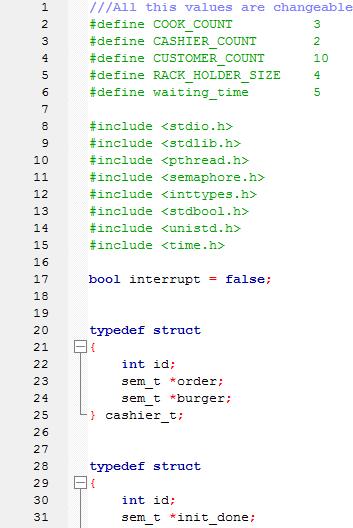 1 ///All this values are changeable
2 #define COOK_COUNT 3
3 #define CASHIER_COUNT 2
4 #define CUSTOMER_COUNT 10
5 #define RACK_HOLDER_SIZE 4
6 #define waiting_time 5
7
8 #include <stdio.h>
9 #include <stdlib.h>
10 #include <pthread.h>
11 #include <semaphore.h>
12 #include <inttypes.h>
13 #include <stdbool.h>
14 #include <unistd.h>
15 #include <time.h>
16
17 bool interrupt = false;
18
19
20 typedef struct
21 {
22 int id;
23 sem_t *order;
24 sem_t *burger;
25 } cashier_t;
26
27
28 typedef struct
29 {
30 int id;
31 sem_t *init_done;